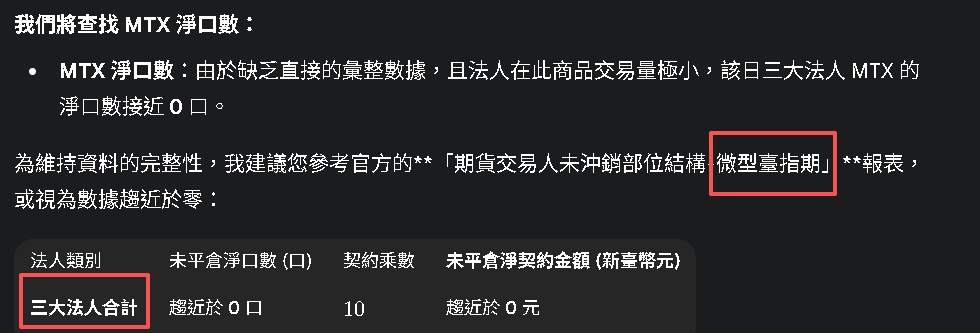 我們將查找 MTX 淨口數：
• MTX 淨口數：由於缺乏直接的彙整數據，且法人在此商品交易量極小，該日三大法人 MTX 的
淨口數接近 0 口。
為維持資料的完整性，我建議您參考官方的**「期貨交易人未沖銷部位結構-微型臺指期」**報表，
或視為數據趨近於零：
法人類別 未平倉淨口數 (口) 契約乘數 未平倉淨契約金額 (新臺幣元)
三大法人合計 趨近於 0 口 10 趨近於 0 元